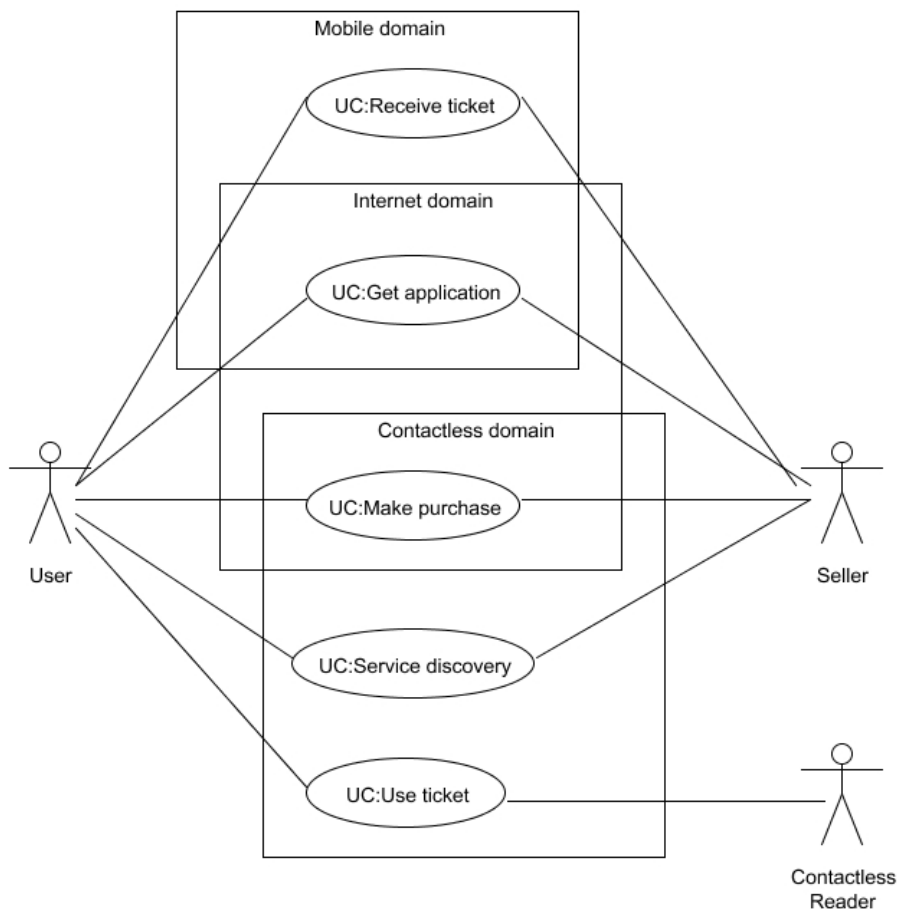 Mobile domain
UC:Receive ticket
Internet domain
UC:Get application
Contactless domain
UC:Make purchase
User
Seller
UC:Service discovery
UC:Use ticket
Contactless
Reader